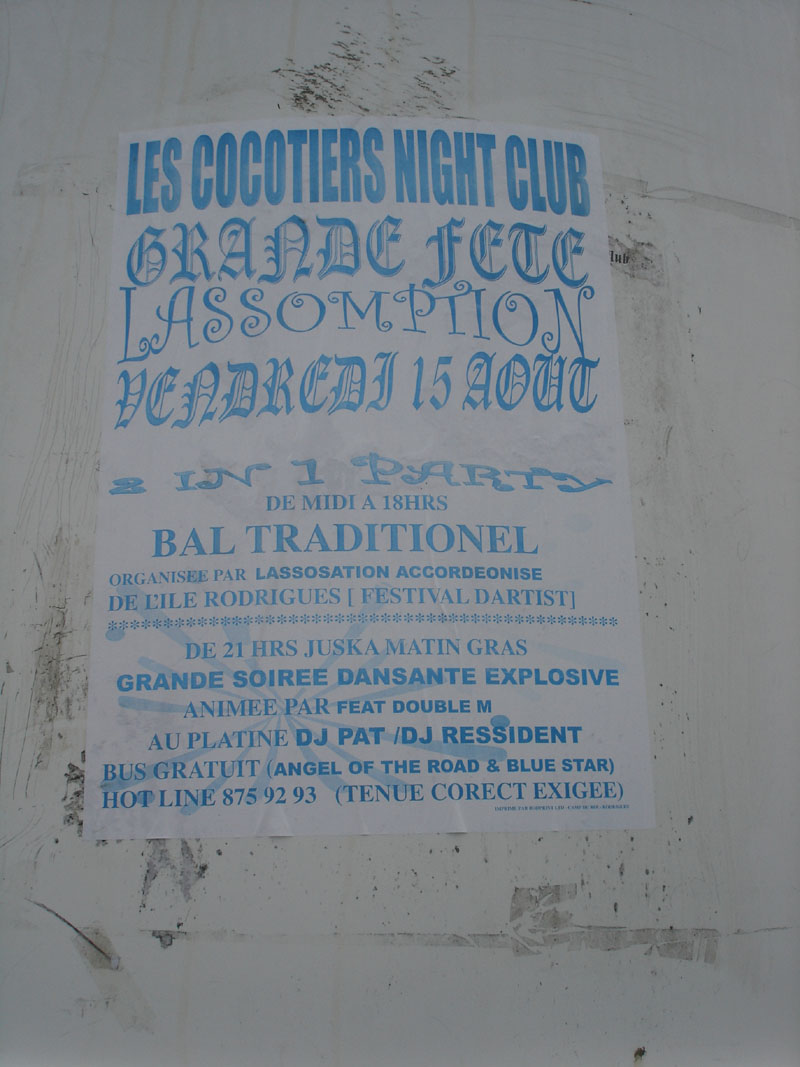 LES COCOTIERS NIGHT CLUB
GRANDE FETE
LASSOMPTION
VENDREDI 15 AOUT
2 IN 1 PARTY
DE MIDI A 18HRS
BAL TRADITIONEL
ORGANISEE PAR LASSOSATION ACCORDEONISE
DE L'ILE RODRIGUES [ FESTIVAL DARTIST]
DE 21 HRS JUSKA MATIN GRAS
GRANDE SOIREE DANSANTE EXPLOSIVE
ANIMEE PAR FEAT DOUBLE M
AU PLATINE DJ PAT /DJ RESSIDENT
BUS GRATUIT (ANGEL OF THE ROAD & BLUE STAR)
HOT LINE 875 92 93 (TENUE CORECT EXIGEE)